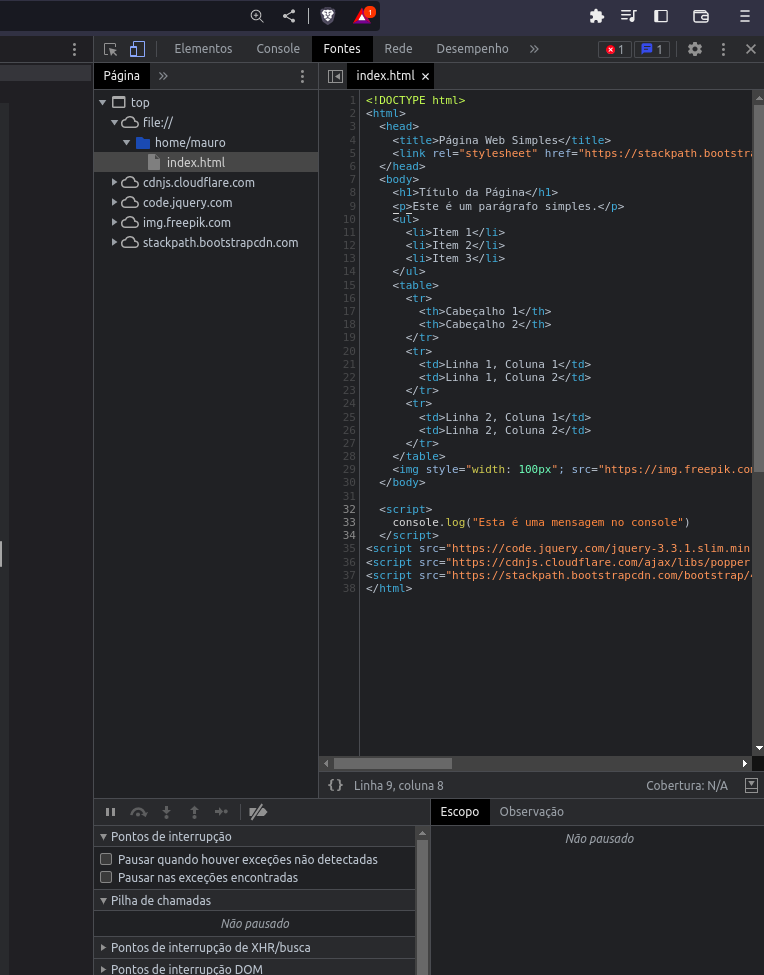 1
Elementos Console Fontes Rede Desempenho » 1 1
Página » index.html ×
top
file://
home/mauro
index.html
cdnjs.cloudflare.com
code.jquery.com
img.freepik.com
stackpath.bootstrapcdn.com
1 <!DOCTYPE html>
2 <html>
3 <head>
4 <title>Página Web Simples</title>
5 <link rel="stylesheet" href="https://stackpath.bootstra
6 </head>
7 <body>
8 <h1>Título da Página</h1>
9 <p>Este é um parágrafo simples.</p>
10 <ul>
11 <li>Item 1</li>
12 <li>Item 2</li>
13 <li>Item 3</li>
14 </ul>
15 <table>
16 <tr>
17 <th>Cabeçalho 1</th>
18 <th>Cabeçalho 2</th>
19 </tr>
20 <tr>
21 <td>Linha 1, Coluna 1</td>
22 <td>Linha 1, Coluna 2</td>
23 </tr>
24 <tr>
25 <td>Linha 2, Coluna 1</td>
26 <td>Linha 2, Coluna 2</td>
27 </tr>
28 </table>
29 <img style="width: 100px"; src="https://img.freepik.com
30 </body>
31
32 <script>
33 console.log("Esta é uma mensagem no console")
34 </script>
35 <script src="https://code.jquery.com/jquery-3.3.1.slim.min
36 <script src="https://cdnjs.cloudflare.com/ajax/libs/popper
37 <script src="https://stackpath.bootstrapcdn.com/bootstrap/4
38 </html>
{ } Linha 9, coluna 8 Cobertura: N/A
Escopo Observação
Não pausado
Pontos de interrupção
Pausar quando houver exceções não detectadas
Pausar nas exceções encontradas
Pilha de chamadas
Não pausado
Pontos de interrupção de XHR/busca
Pontos de interrupção DOM